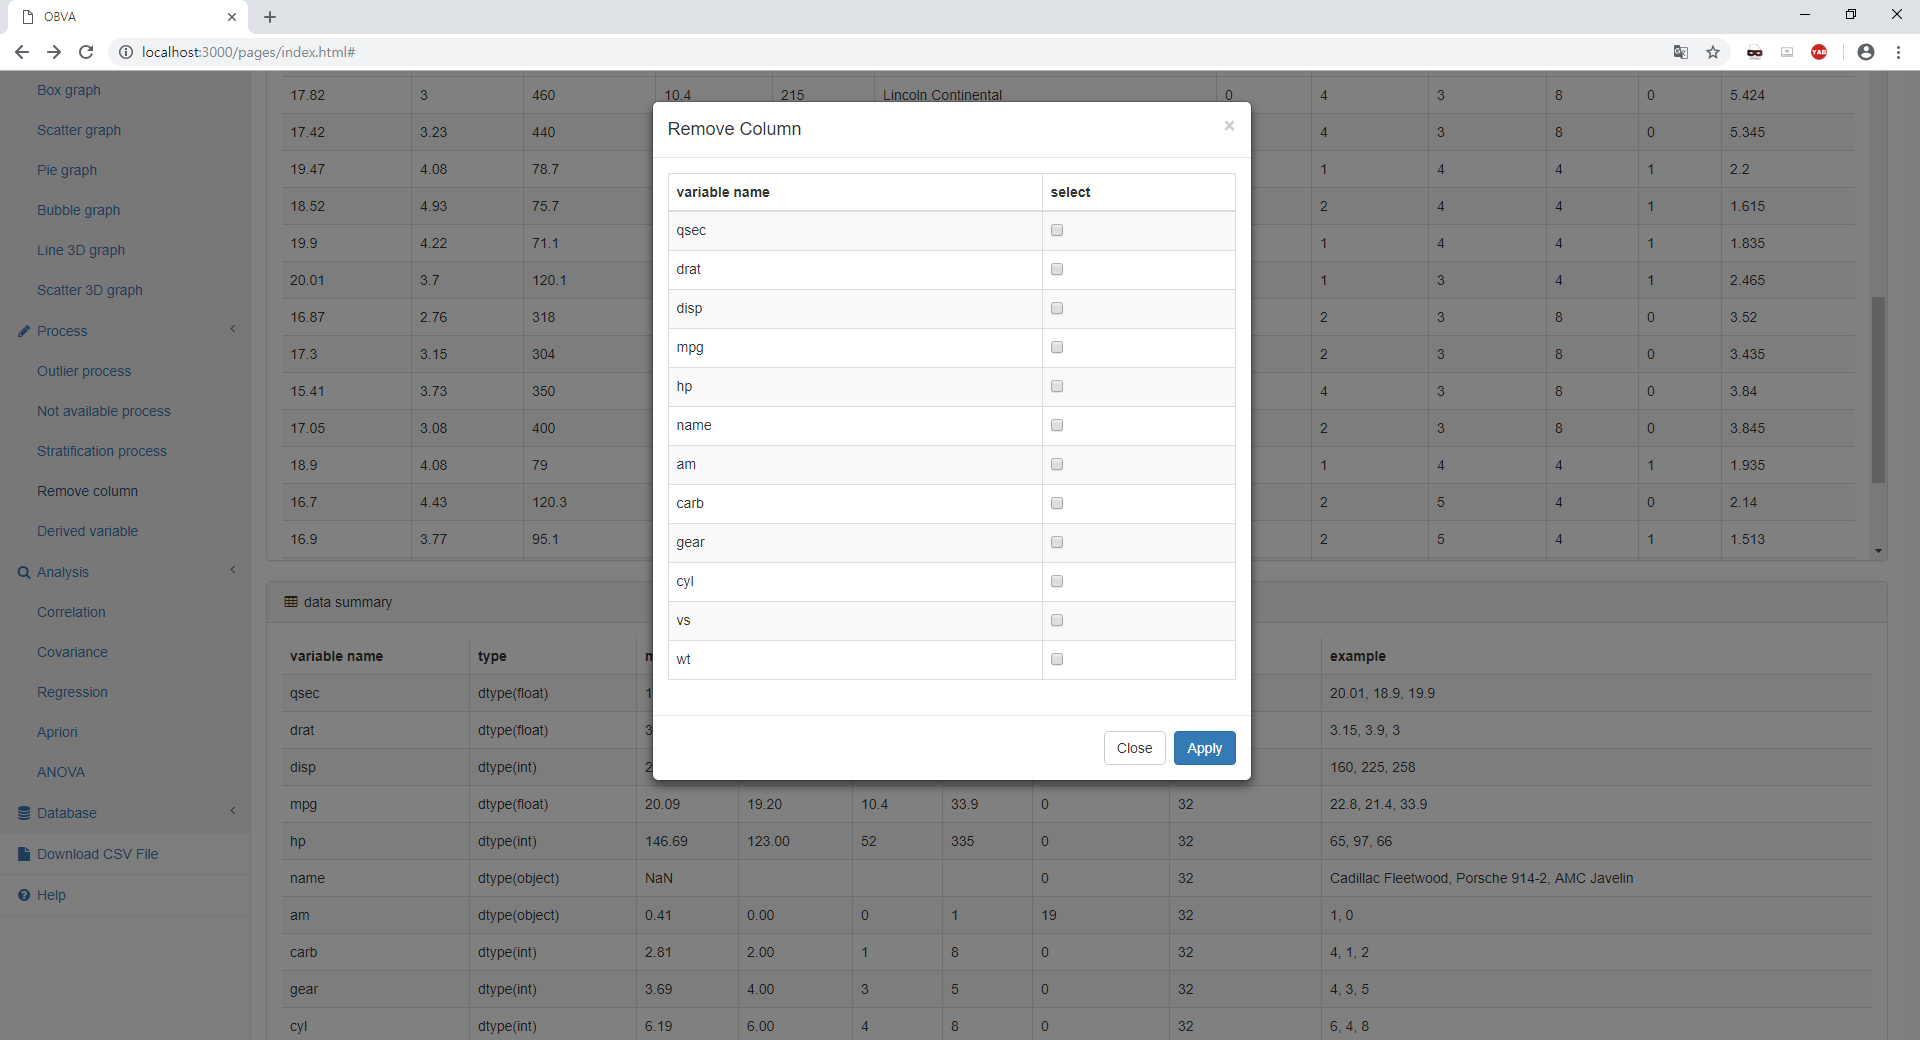 OBVA
localhost:3000/pages/index.html#
YAB
Box graph
Scatter graph
Pie graph
Bubble graph
Line 3D graph
Scatter 3D graph
Process
Outlier process
Not available process
Stratification process
Remove column
Derived variable
Analysis
Correlation
Covariance
Regression
Apriori
ANOVA
Database
Download CSV File
Help
17.82 3 460 10.4 215 Lincoln Continental 0 4 3 8 0 5.424
17.42 3.23 440 4 3 8 0 5.345
19.47 4.08 78.7 1 4 4 1 2.2
18.52 4.93 75.7 2 4 4 1 1.615
19.9 4.22 71.1 1 4 4 1 1.835
20.01 3.7 120.1 1 3 4 1 2.465
16.87 2.76 318 2 3 8 0 3.52
17.3 3.15 304 2 3 8 0 3.435
15.41 3.73 350 4 3 8 0 3.84
17.05 3.08 400 2 3 8 0 3.845
18.9 4.08 79 1 4 4 1 1.935
16.7 4.43 120.3 2 5 4 0 2.14
16.9 3.77 95.1 2 5 4 1 1.513
Remove Column ×
variable name select
qsec
drat
disp
mpg
hp
name
am
carb
gear
cyl
vs
wt
Close Apply
data summary
variable name type example
qsec dtype(float) 20.01, 18.9, 19.9
drat dtype(float) 3.15, 3.9, 3
disp dtype(int) 160, 225, 258
mpg dtype(float) 20.09 19.20 10.4 33.9 0 32 22.8, 21.4, 33.9
hp dtype(int) 146.69 123.00 52 335 0 32 65, 97, 66
name dtype(object) NaN 0 32 Cadillac Fleetwood, Porsche 914-2, AMC Javelin
am dtype(object) 0.41 0.00 0 1 19 32 1, 0
carb dtype(int) 2.81 2.00 1 8 0 32 4, 1, 2
gear dtype(int) 3.69 4.00 3 5 0 32 4, 3, 5
cyl dtype(int) 6.19 6.00 4 8 0 32 6, 4, 8